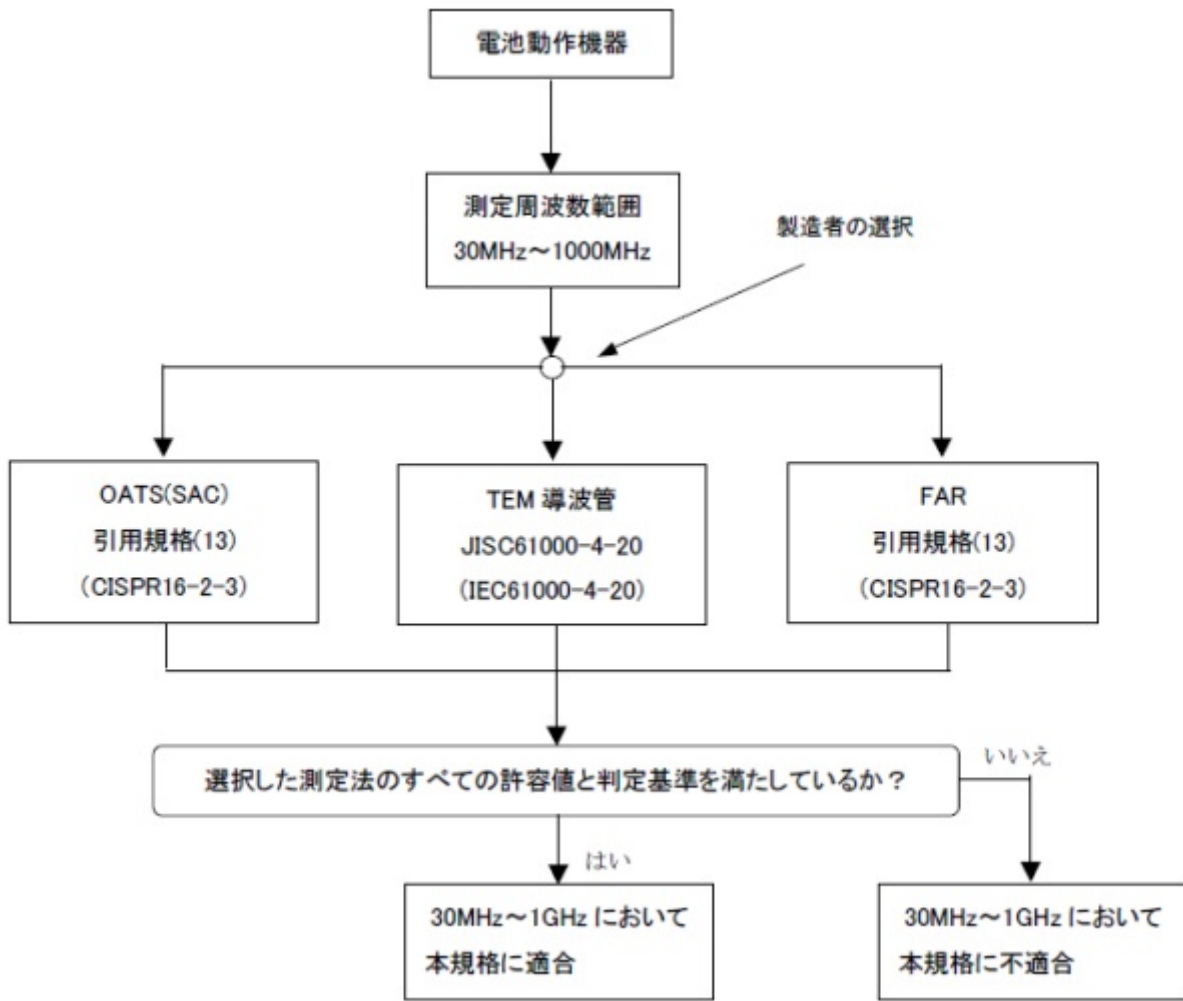 電池動作機器
測定周波数範囲
30MHz～1000MHz
製造者の選択
OATS(SAC)
引用規格(13)
(CISPR16-2-3)
TEM 導波管
JISC61000-4-20
(IEC61000-4-20)
FAR
引用規格(13)
(CISPR16-2-3)
選択した測定法のすべての許容値と判定基準を満たしているか？
いいえ
はい
30MHz～1GHz において
本規格に適合
30MHz～1GHz において
本規格に不適合